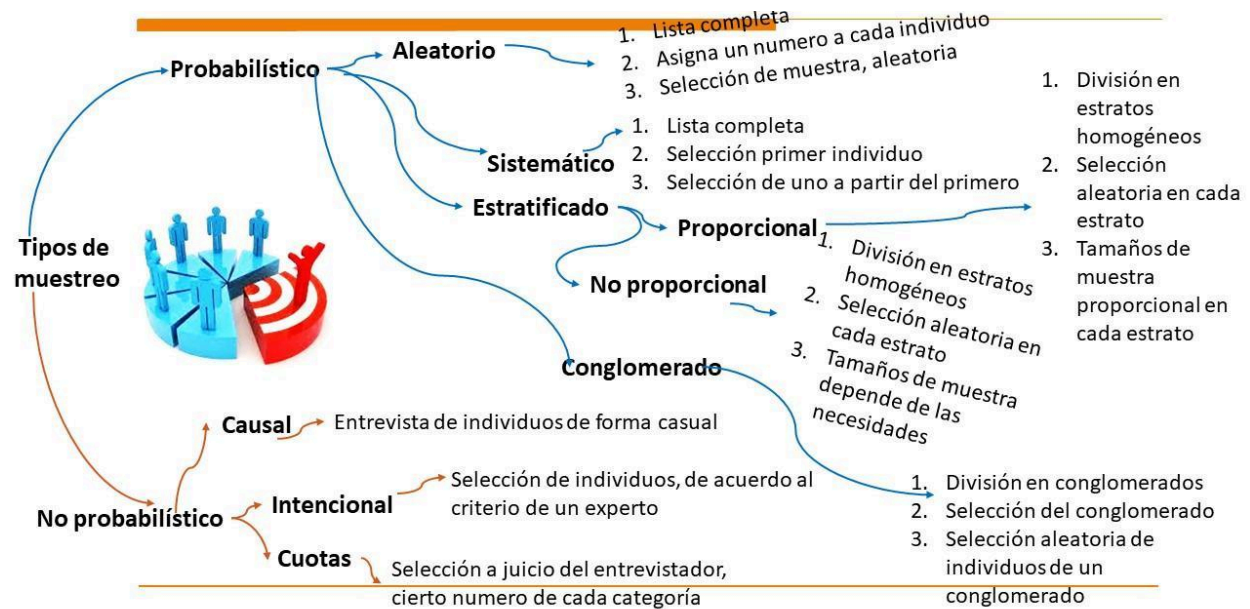 Tipos de
muestreo
Probabilístico
Aleatorio
1. Lista completa
2. Asigna un numero a cada individuo
3. Selección de muestra, aleatoria
Sistemático
1. Lista completa
2. Selección primer individuo
3. Selección de uno a partir del primero
Estratificado
Proporcional
1. División en
estratos
homogéneos
2. Selección
aleatoria en cada
estrato
3. Tamaños de
muestra
proporcional en
cada estrato
No proporcional
1. División en estratos
homogéneos
2. Selección aleatoria en
cada estrato
3. Tamaños de muestra
depende de las
necesidades
Conglomerado
1. División en conglomerados
2. Selección del conglomerado
3. Selección aleatoria de
individuos de un
conglomerado
No probabilístico
Causal
Entrevista de individuos de forma casual
Intencional
Selección de individuos, de acuerdo al
criterio de un experto
Cuotas
Selección a juicio del entrevistador,
cierto numero de cada categoría